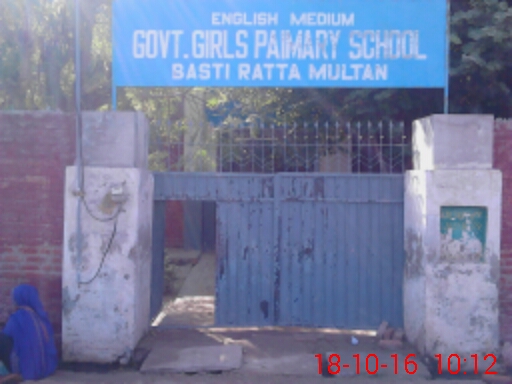 ENGLISH MEDIUM
GOVT. GIRLS PAIMARY SCHOOL
BASTI RATTA MULTAN
18-10-16 10:12